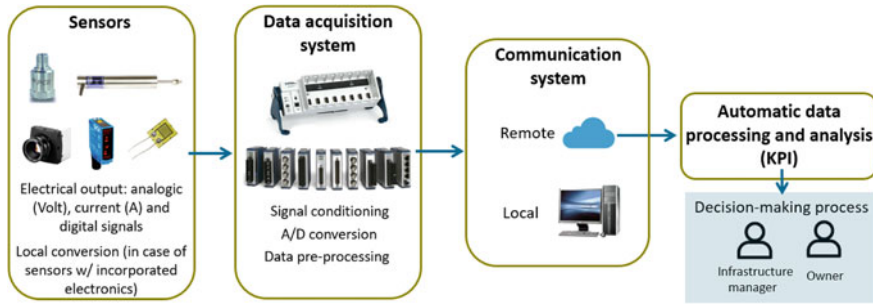 Sensors
Electrical output: analogic
(Volt), current (A) and
digital signals
Local conversion (in case of
sensors w/ incorporated
electronics)
Data acquisition
system
Signal conditioning
A/D conversion
Data pre-processing
Communication
system
Remote
Local
Automatic data
processing and analysis
(KPI)
Decision-making process
Infrastructure
manager
Owner